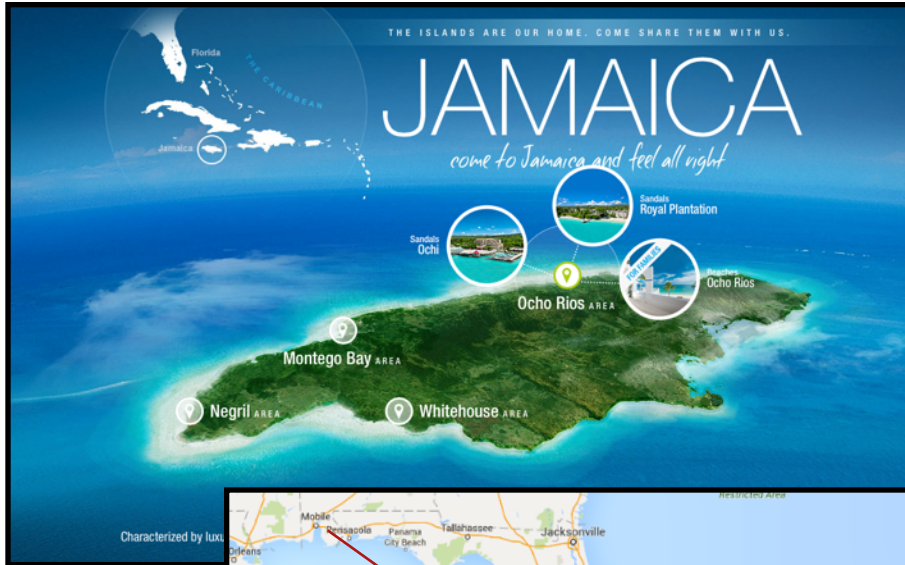 THE ISLANDS ARE OUR HOME. COME SHARE THEM WITH US.
Florida
THE CARIBBEAN
JAMAICA
Jamaica
come to Jamaica and feel all right
Sandals
Royal Plantation
Sandals
Ochi
FOR FAMILIES
Beaches
Ocho Rios
Ocho Rios AREA
Montego Bay AREA
Negril AREA
Whitehouse AREA
Restricted Area
Mobile
Pensacola
Panama
City Beach
Tallahassee
Jacksonville
Characterized by
Orleans